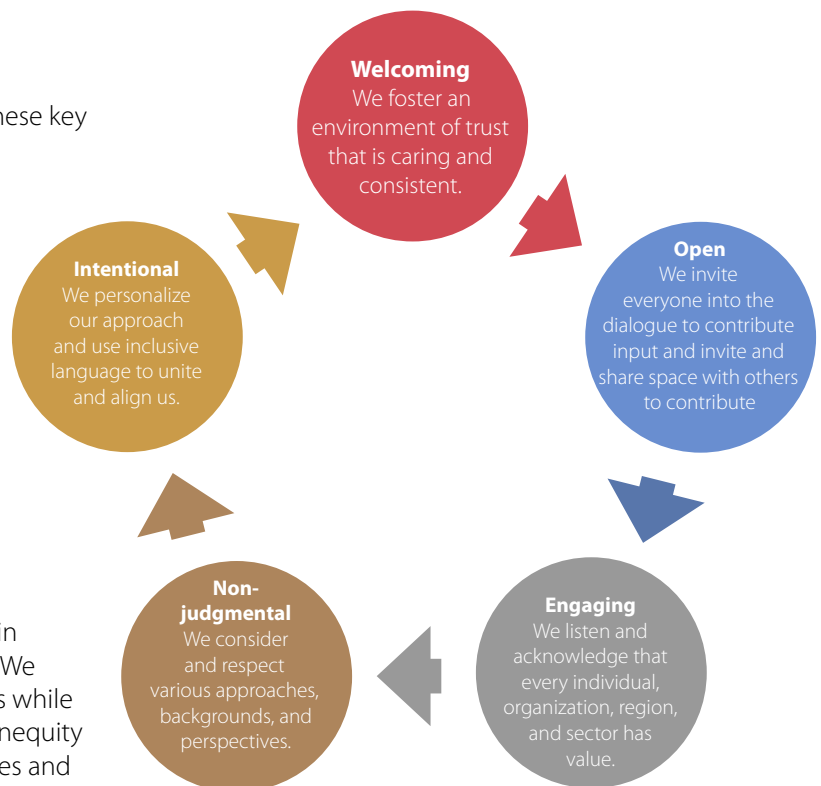 hese key
Welcoming
We foster an
environment of trust
that is caring and
consistent.
Open
We invite
everyone into the
dialogue to contribute
input and invite and
share space with others
to contribute
Engaging
We listen and
acknowledge that
every individual,
organization, region,
and sector has
value.
Non-
judgmental
We consider
and respect
various approaches,
backgrounds, and
perspectives.
Intentional
We personalize
our approach
and use inclusive
language to unite
and align us.
in
We
s while
nequity
es and